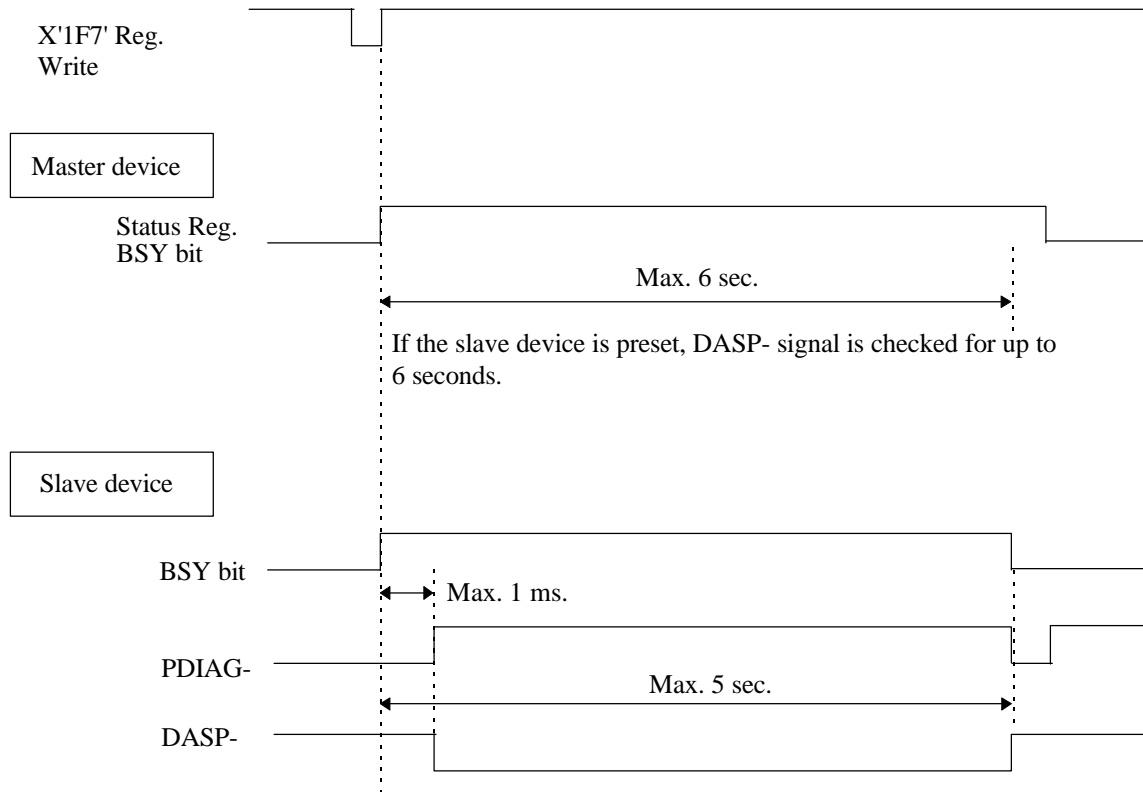 X'1F7' Reg.
Write
Master device
Status Reg.
BSY bit
Max. 6 sec.
If the slave device is preset, DASP- signal is checked for up to
6 seconds.
Slave device
BSY bit
Max. 1 ms.
PDIAG-
Max. 5 sec.
DASP-